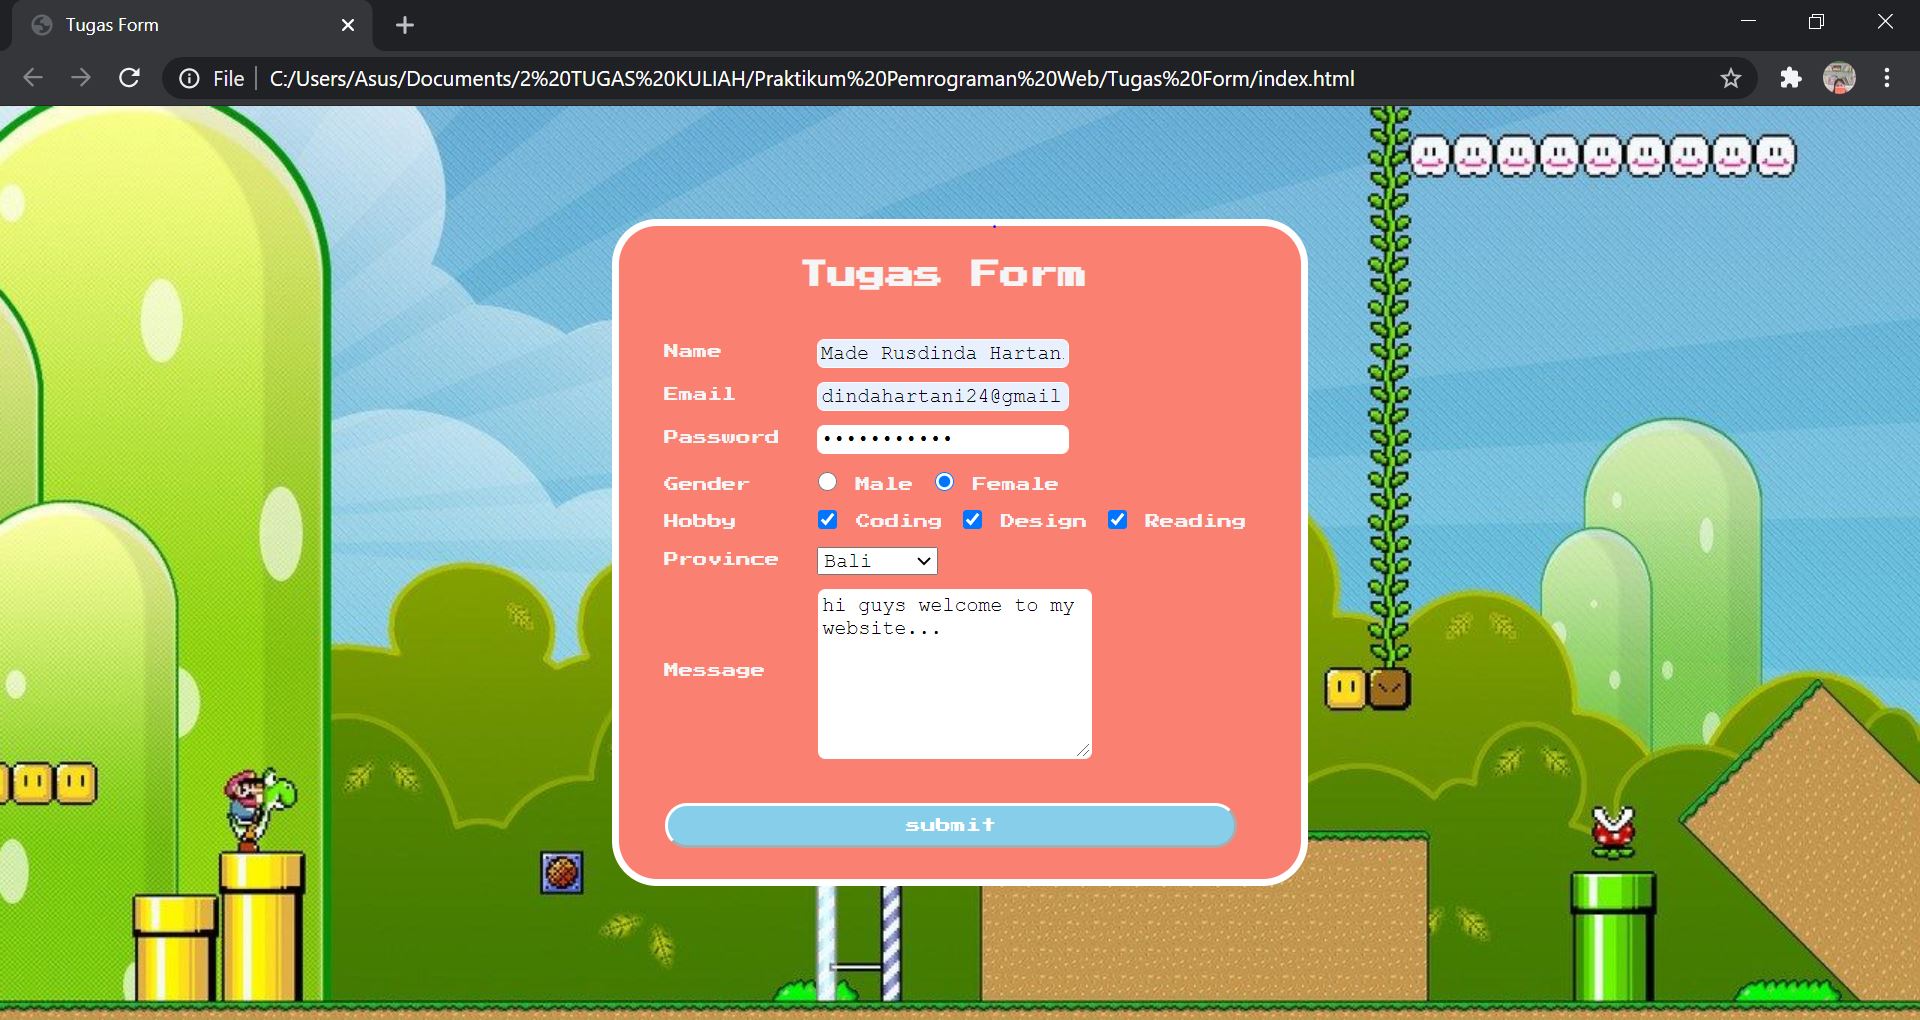 Tugas Form
File
C:/Users/Asus/Documents/2%20TUGAS%20KULIAH/Praktikum%20Pemrograman%20Web/Tugas%20Form/index.html
Tugas Form
Name Made Rusdinda Hartan
Email dindahartani24@gmail
Password •••••••••••
Gender Male Female
Hobby Coding Design Reading
Province Bali
Message
hi guys welcome to my
website...
submit